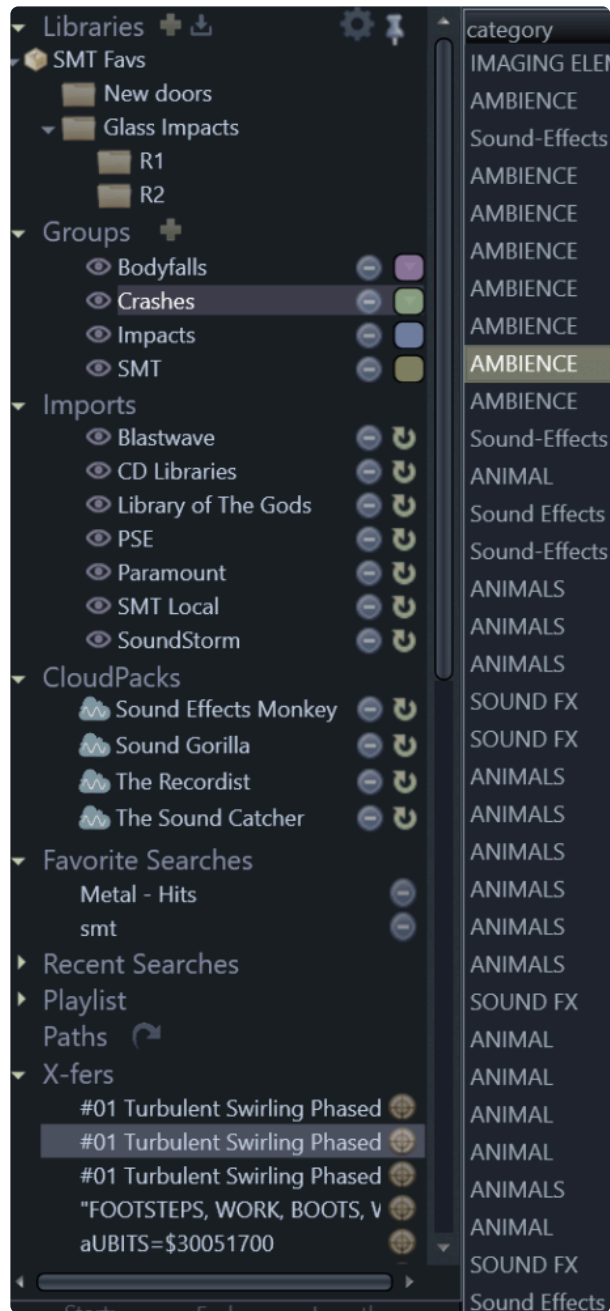 Libraries
SMT Favs
New doors
Glass Impacts
R1
R2
Groups
Bodyfalls
Crashes
Impacts
SMT
Imports
Blastwave
CD Libraries
Library of The Gods
PSE
Paramount
SMT Local
SoundStorm
CloudPacks
Sound Effects Monkey
Sound Gorilla
The Recordist
The Sound Catcher
Favorite Searches
Metal - Hits
smt
Recent Searches
Playlist
Paths
X-fers
#01 Turbulent Swirling Phased
#01 Turbulent Swirling Phased
#01 Turbulent Swirling Phased
"FOOTSTEPS, WORK, BOOTS,
aUBITS=$30051700
category
IMAGING ELEM
AMBIENCE
Sound-Effects
AMBIENCE
AMBIENCE
AMBIENCE
AMBIENCE
AMBIENCE
AMBIENCE
AMBIENCE
Sound-Effects
ANIMAL
Sound Effects
Sound-Effects
ANIMALS
ANIMALS
ANIMALS
SOUND FX
SOUND FX
ANIMALS
ANIMALS
ANIMALS
ANIMALS
ANIMALS
ANIMALS
SOUND FX
ANIMAL
ANIMAL
ANIMAL
ANIMAL
ANIMALS
ANIMAL
SOUND FX
Sound Effects